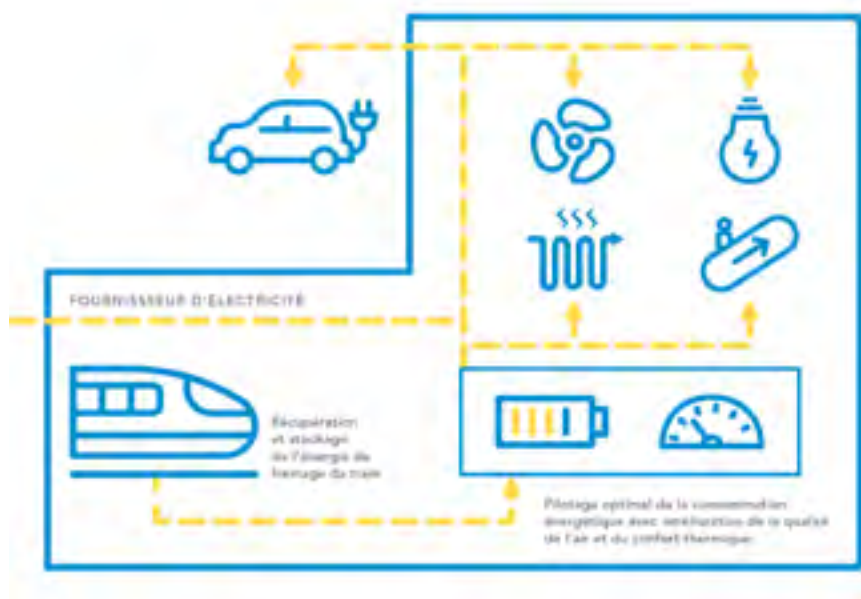 FOURNISSSEUR D'ÉLECTRICITÉ
Récupération
et stockage
de l'énergie de
freinage du train
Pilotage optimal de la consommation
énergétique avec amélioration de la qualité
de l'air et du confort thermique.